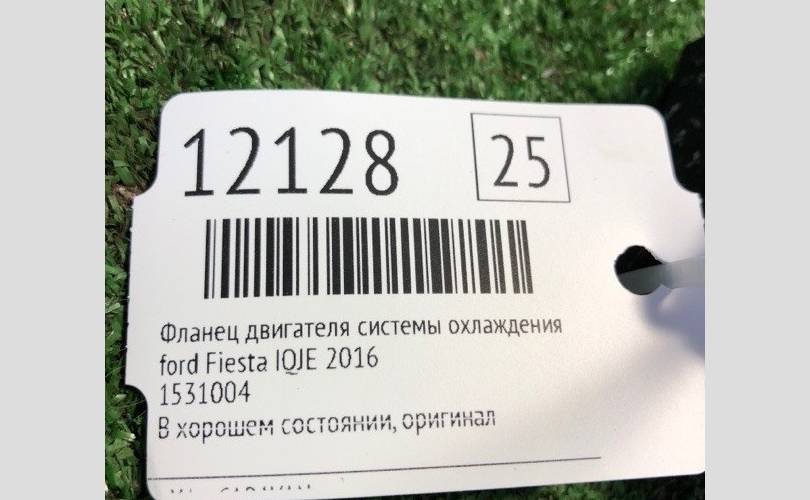 12128 25
Фланец двигателя системы охлаждения
ford Fiesta IQJE 2016
1531004
В хорошем состоянии, оригинал